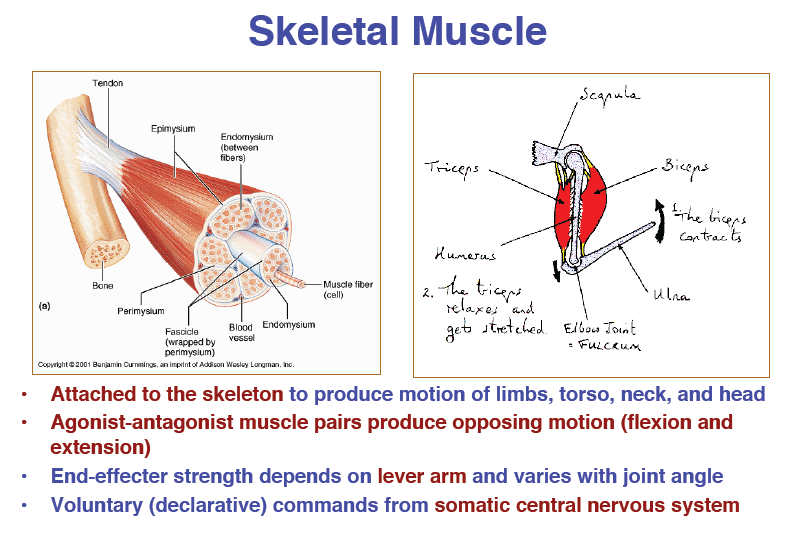 Skeletal Muscle
Tendon
Epimysium
Endomysium
(between
fibers)
Bone
(a)
Perimysium
Fascicle
(wrapped by
perimysium)
Blood
vessel
Endomysium
Muscle fiber
(cell)
Copyright © 2001 Benjamin Cummings, an imprint of Addison Wesley Longman, Inc.
Scapula
Triceps
Biceps
1. The biceps
contracts
Humerus
2. The triceps
relaxes and
gets stretched
Elbow Joint
= FULCRUM
Ulna
• Attached to the skeleton to produce motion of limbs, torso, neck, and head
• Agonist-antagonist muscle pairs produce opposing motion (flexion and
extension)
• End-effecter strength depends on lever arm and varies with joint angle
• Voluntary (declarative) commands from somatic central nervous system